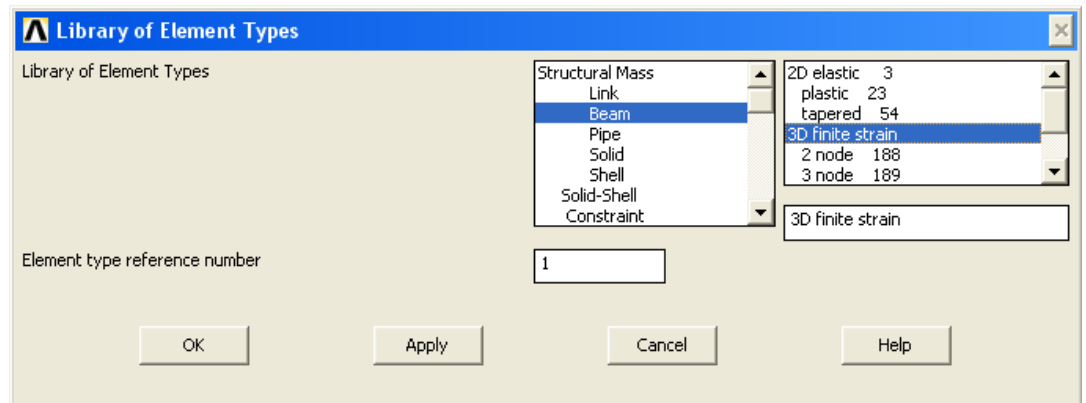 Library of Element Types
Library of Element Types
Structural Mass
Link
Beam
Pipe
Solid
Shell
Solid-Shell
Constraint
2D elastic 3
plastic 23
tapered 54
3D finite strain
2 node 188
3 node 189
3D finite strain
Element type reference number
1
OK
Apply
Cancel
Help